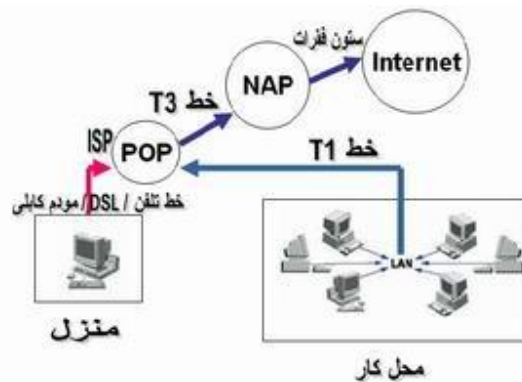 ستون فقرات
Internet
NAP
خط T3
ISP
POP
خط T1
خط تلفن / DSL / مودم کابلی
LAN
منزل
محل کار